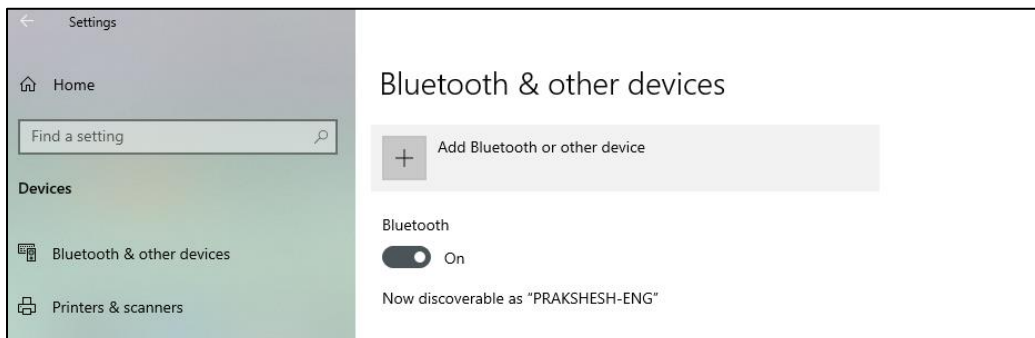 Settings
Home
Find a setting
Devices
Bluetooth & other devices
Printers & scanners
Bluetooth & other devices
Add Bluetooth or other device
Bluetooth
On
Now discoverable as “PRAKSHESH-ENG”